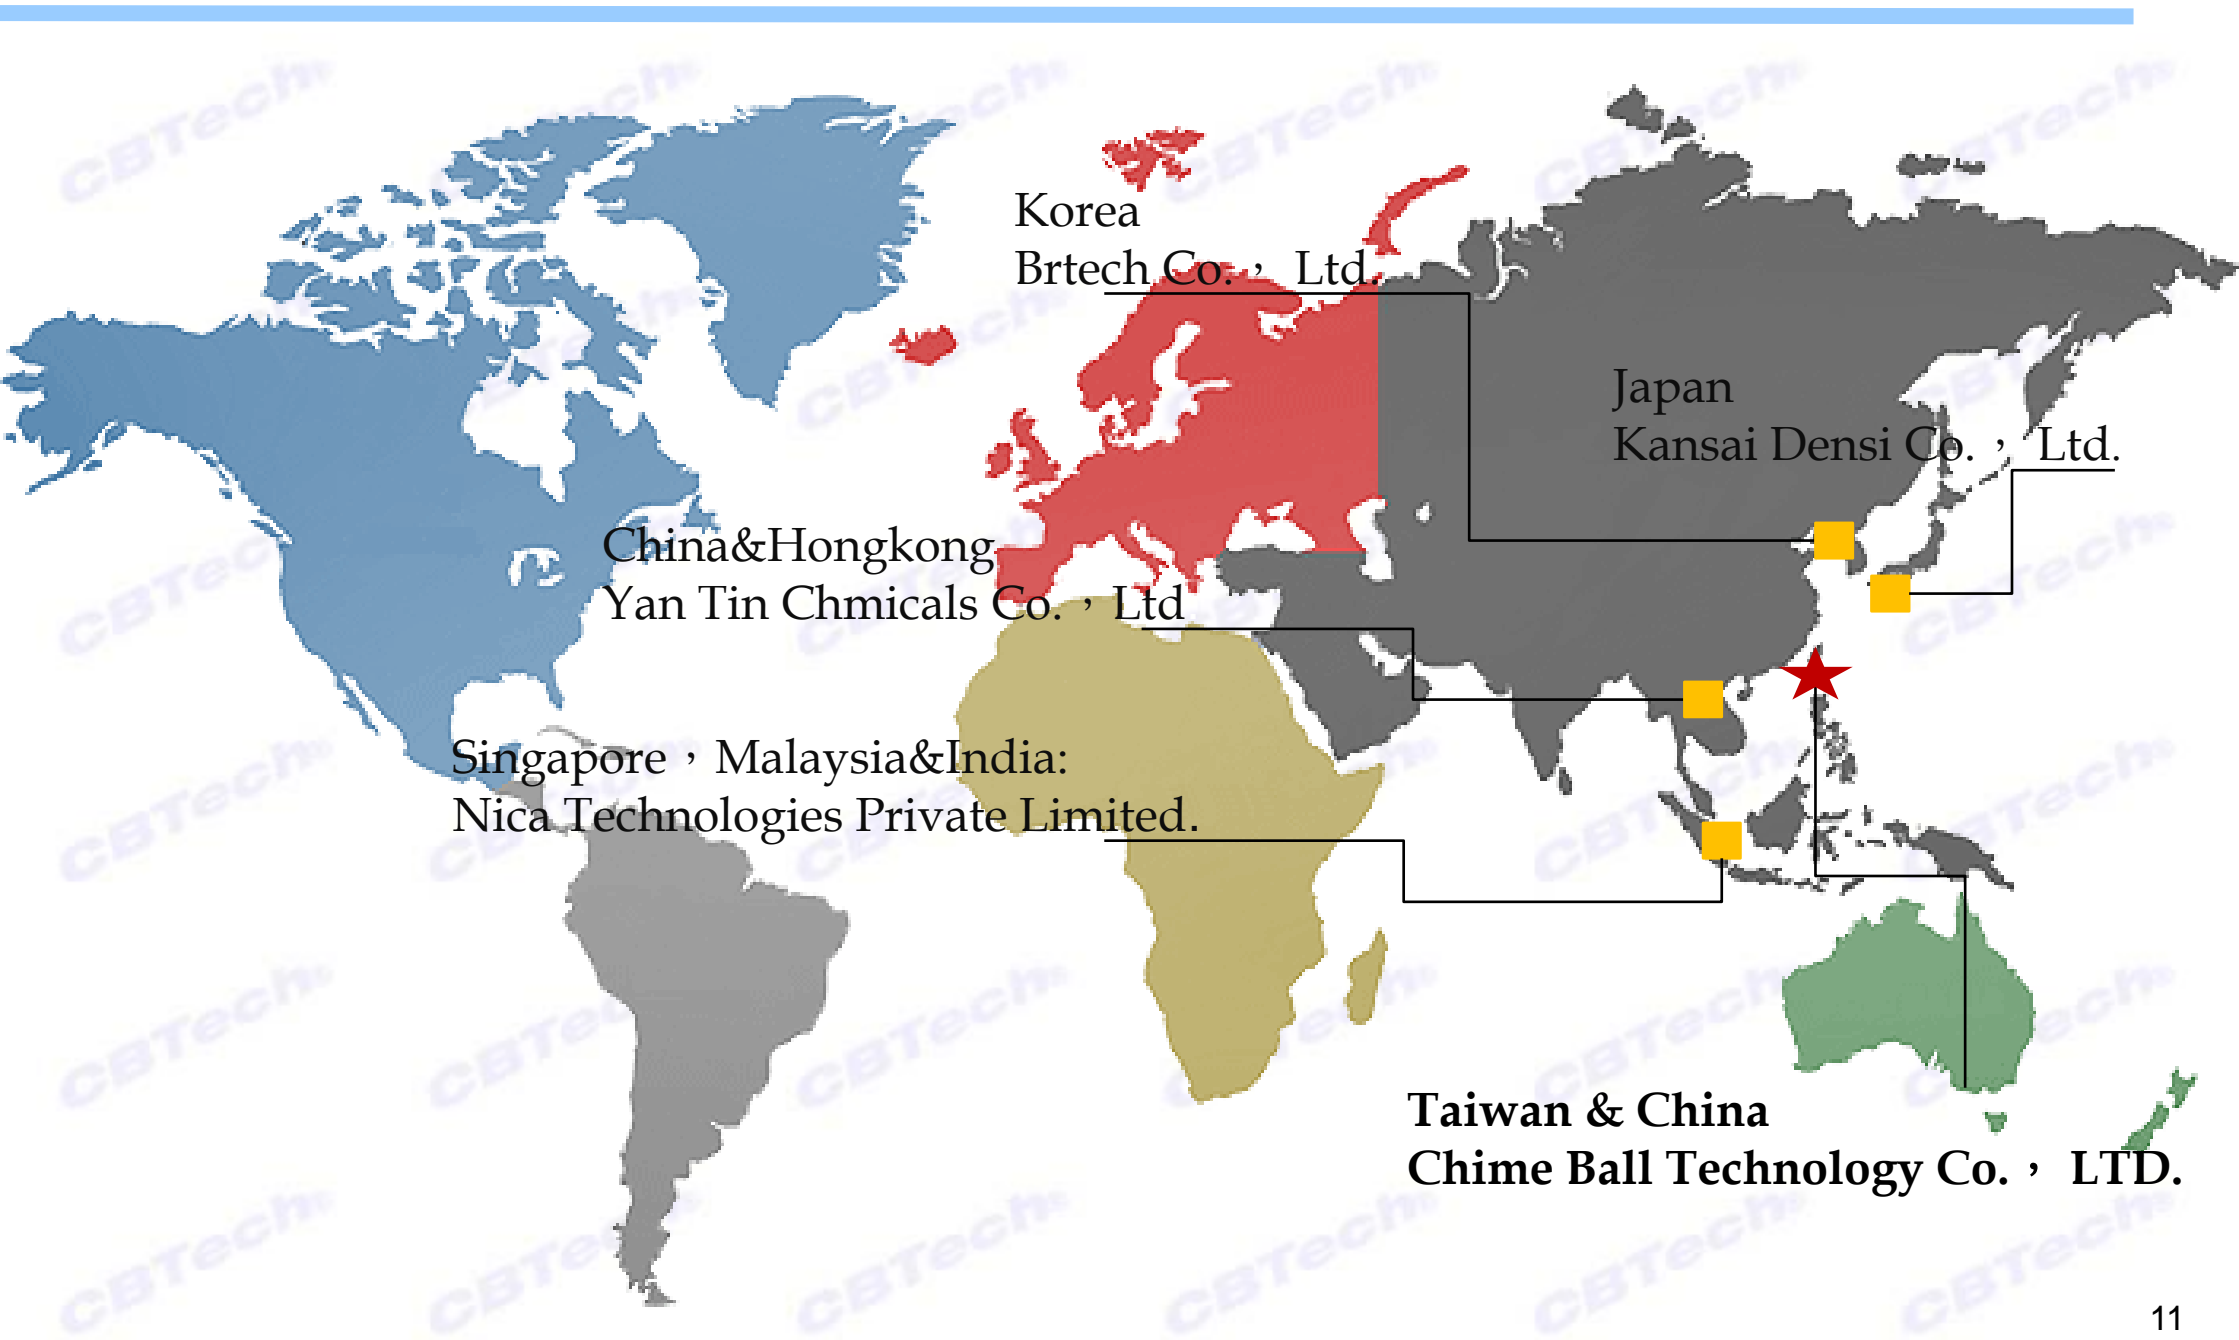 Korea
Brtech Co.， Ltd.
Japan
Kansai Densi Co.， Ltd.
China&Hongkong
Yan Tin Chmicals Co.，Ltd
Singapore，Malaysia&India:
Nica Technologies Private Limited.
Taiwan & China
Chime Ball Technology Co.， LTD.
11
CBTech®